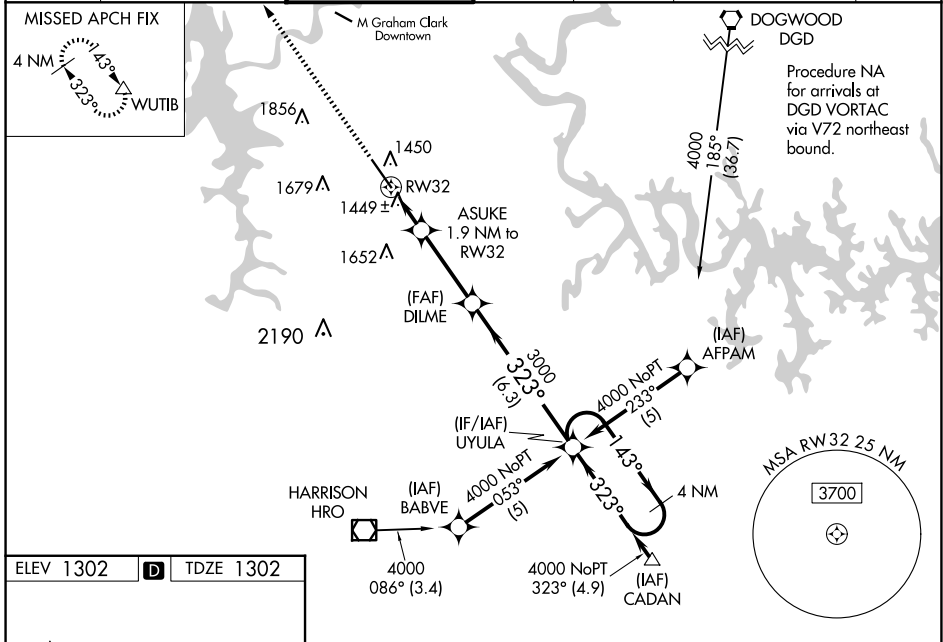 MISSED APCH FIX
4 NM
143°
323°
WUTIB
M Graham Clark
Downtown
DOGWOOD
DGD
Procedure NA
for arrivals at
DGD VORTAC
via V72 northeast
bound.
4000
185°
(36.7)
1856
1450
1679
RW32
1449 ±
ASUKE
1.9 NM to
RW32
1652
(FAF)
DILME
2190
3000
323°
(6.3)
(IAF)
AFPAM
4000 NoPT
233°
(5)
(IF/IAF)
UYULA
143°
323°
4 NM
MSA RW32 25 NM
3700
HARRISON
HRO
(IAF)
BABVE
4000 NoPT
053°
(5)
4000
086° (3.4)
4000 NoPT
323° (4.9)
(IAF)
CADAN
ELEV 1302
D
TDZE 1302